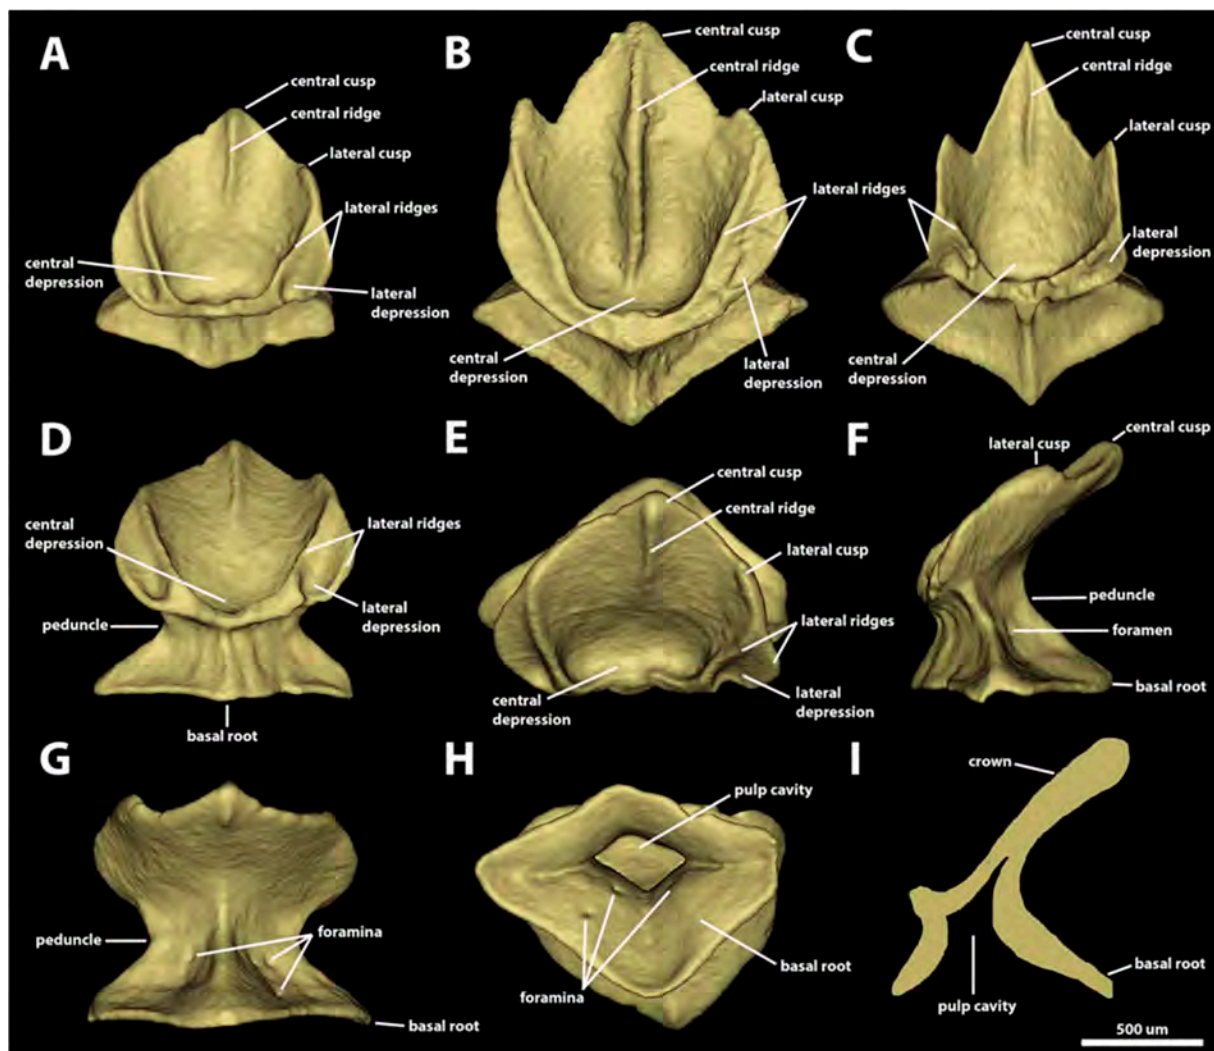 A
central cusp
central ridge
lateral cusp
lateral ridges
central
depression
lateral
depression
B
central cusp
central ridge
lateral cusp
lateral ridges
central
depression
lateral
depression
C
central cusp
central ridge
lateral cusp
lateral
depression
central
depression
D
central
depression
lateral ridges
lateral
depression
peduncle
basal root
E
central cusp
central ridge
lateral cusp
lateral ridges
central
depression
lateral
depression
F
lateral cusp
central cusp
peduncle
foramen
basal root
G
peduncle
foramina
basal root
H
pulp cavity
basal root
foramina
I
crown
basal root
pulp cavity
500 um